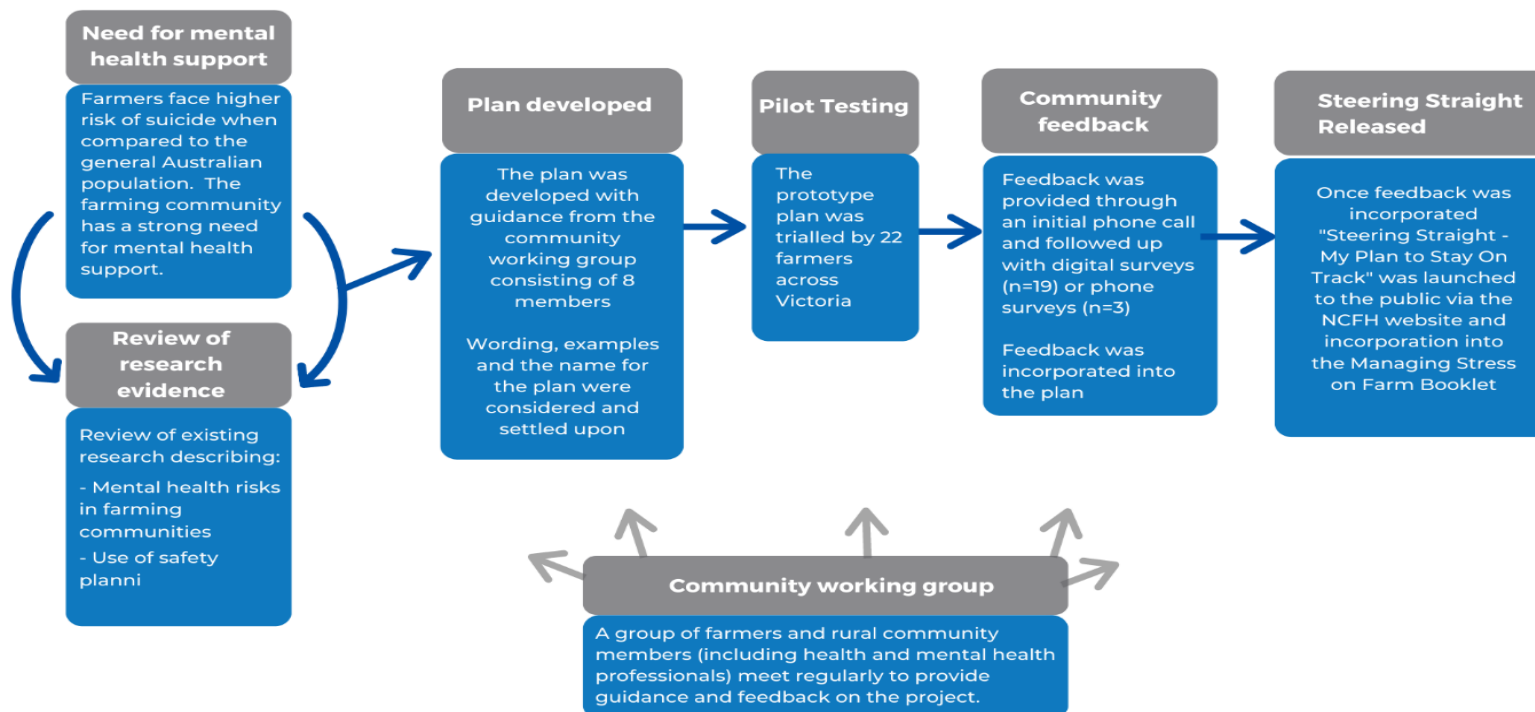 Need for mental
health support
Farmers face higher
risk of suicide when
compared to the
general Australian
population. The
farming community
has a strong need
for mental health
support.
Review of
research
evidence
Review of existing
research describing:
- Mental health risks
in farming
communities
- Use of safety
planni
Plan developed
The plan was
developed with
guidance from the
community
working group
consisting of 8
members
Wording, examples
and the name for
the plan were
considered and
settled upon
Pilot Testing
The
prototype
plan was
trialled by 22
farmers
across
Victoria
Community
feedback
Feedback was
provided through
an initial phone call
and followed up
with digital surveys
(n=19) or phone
surveys (n=3)
Feedback was
incorporated into
the plan
Steering Straight
Released
Once feedback was
incorporated
"Steering Straight -
My Plan to Stay On
Track" was launched
to the public via the
NCFH website and
incorporation into
the Managing Stress
on Farm Booklet
Community working group
A group of farmers and rural community
members (including health and mental health
professionals) meet regularly to provide
guidance and feedback on the project.